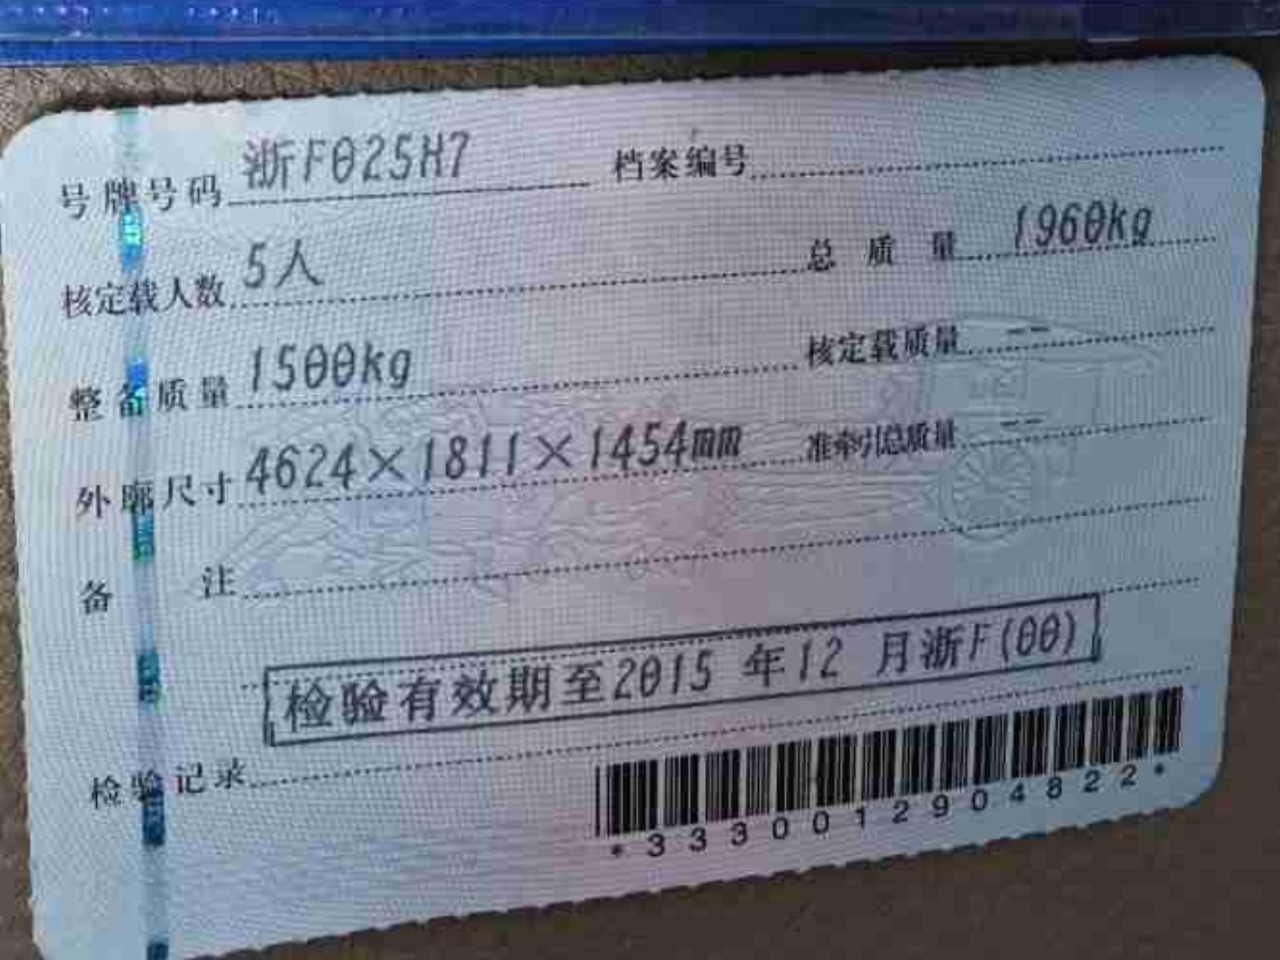 号牌号码 浙F025H7 档案编号
核定载人数 5人 总质量 1960kg
整备质量 1500kg 核定载质量 --
外廓尺寸 4624×1811×1454mm 准牵引总质量 --
备注
检验有效期至2015年12月浙F(00)
检验记录
*3330012904822*